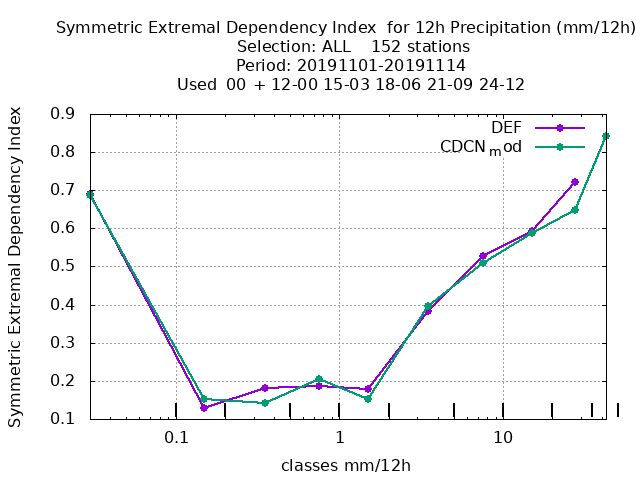 Symmetric Extremal Dependency Index  for 12h Precipitation (mm/12h)
Selection: ALL    152 stations
Period: 20191101-20191114
Used  00 + 12-00 15-03 18-06 21-09 24-12
Symmetric Extremal Dependency Index
0.9
0.8
0.7
0.6
0.5
0.4
0.3
0.2
0.1
DEF
CDCNmod
0.1
1
10
classes mm/12h